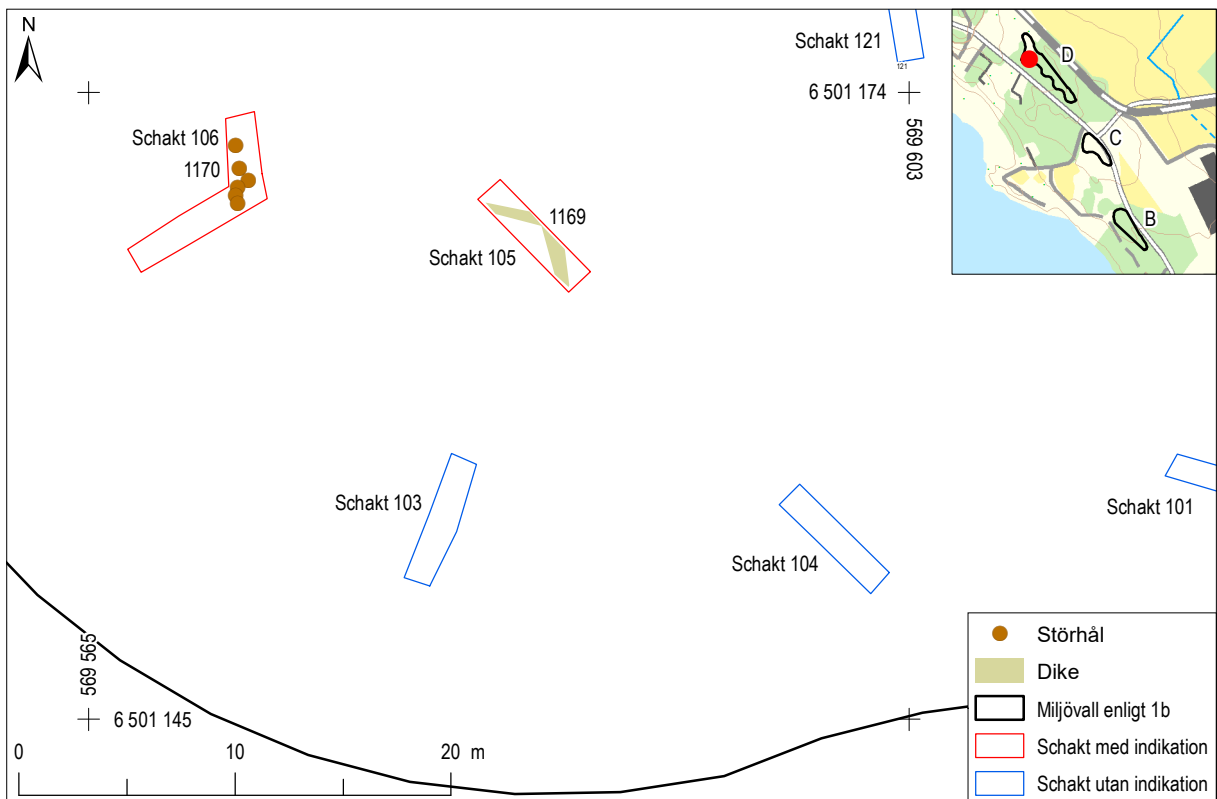 N
Schakt 121
121
6 501 174
569 603
D
C
B
Schakt 106
1170
1169
Schakt 105
Schakt 103
Schakt 104
Schakt 101
569 565
6 501 145
0 10 20 m
Störhål
Dike
Miljövall enligt 1b
Schakt med indikation
Schakt utan indikation